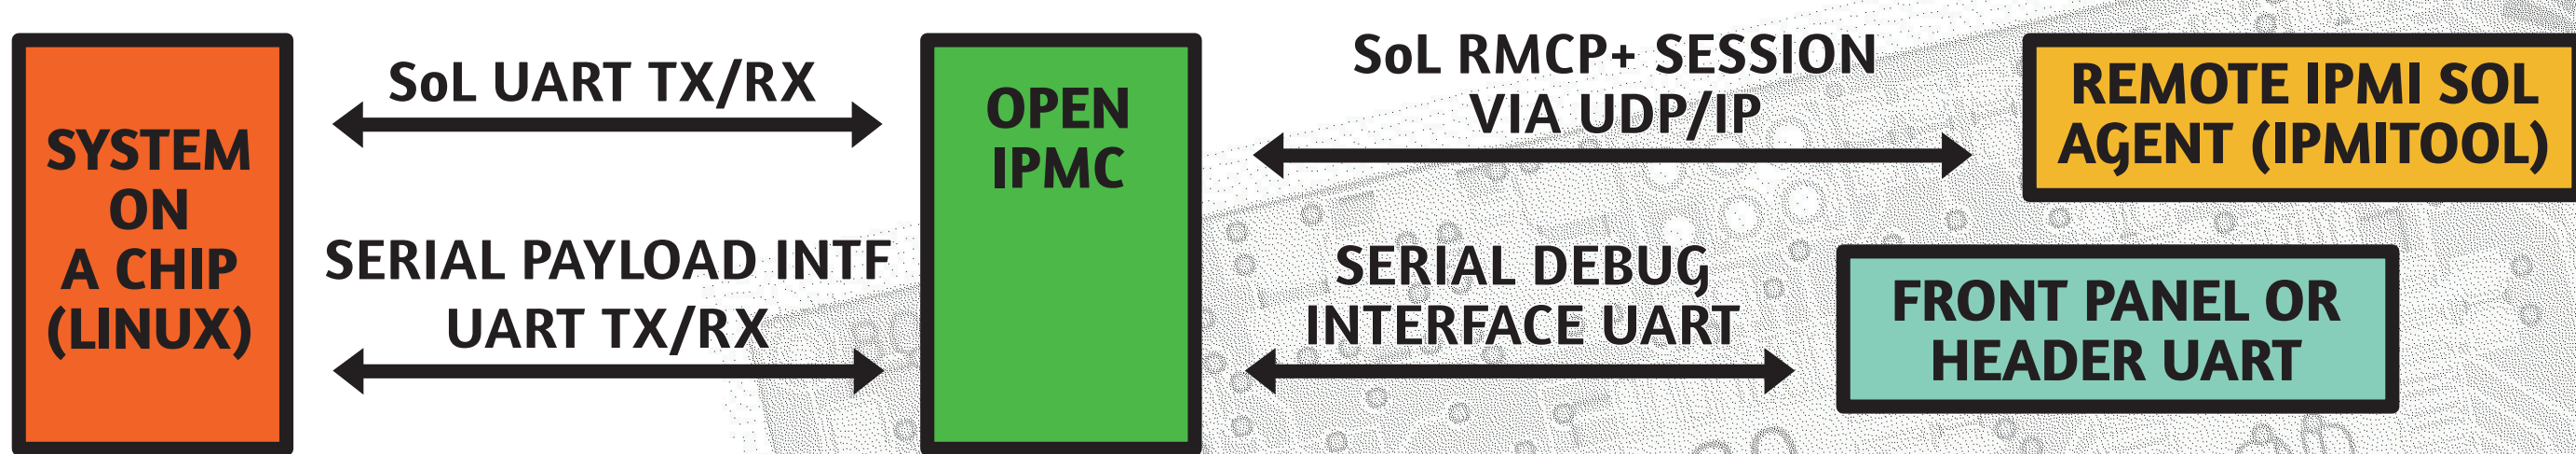 SYSTEM
ON
A CHIP
(LINUX)
SoL UART TX/RX
SERIAL PAYLOAD INTF
UART TX/RX
OPEN
IPMC
SoL RMCP+ SESSION
VIA UDP/IP
SERIAL DEBUG
INTERFACE UART
REMOTE IPMI SOL
AGENT (IPMITOOL)
FRONT PANEL OR
HEADER UART